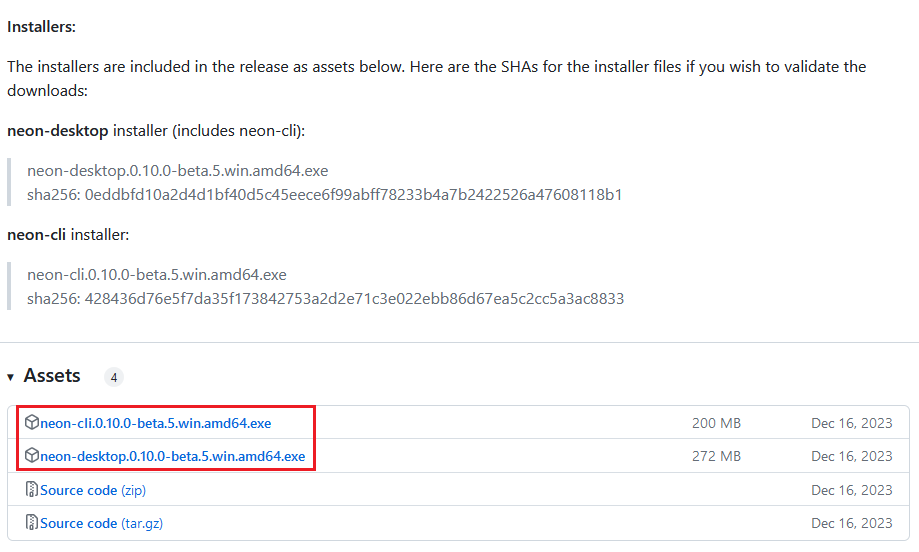 Installers:
The installers are included in the release as assets below. Here are the SHAs for the installer files if you wish to validate the
downloads:
neon-desktop installer (includes neon-cli):
neon-desktop.0.10.0-beta.5.win.amd64.exe
sha256: 0eddbfd10a2d4d1bf40d5c45eece6f99abff78233b4a7b2422526a47608118b1
neon-cli installer:
neon-cli.0.10.0-beta.5.win.amd64.exe
sha256: 428436d76e5f7da35f173842753a2d2e71c3e022ebb86d67ea5c2cc5a3ac8833
Assets 4
neon-cli.0.10.0-beta.5.win.amd64.exe 200 MB Dec 16, 2023
neon-desktop.0.10.0-beta.5.win.amd64.exe 272 MB Dec 16, 2023
Source code (zip) Dec 16, 2023
Source code (tar.gz) Dec 16, 2023